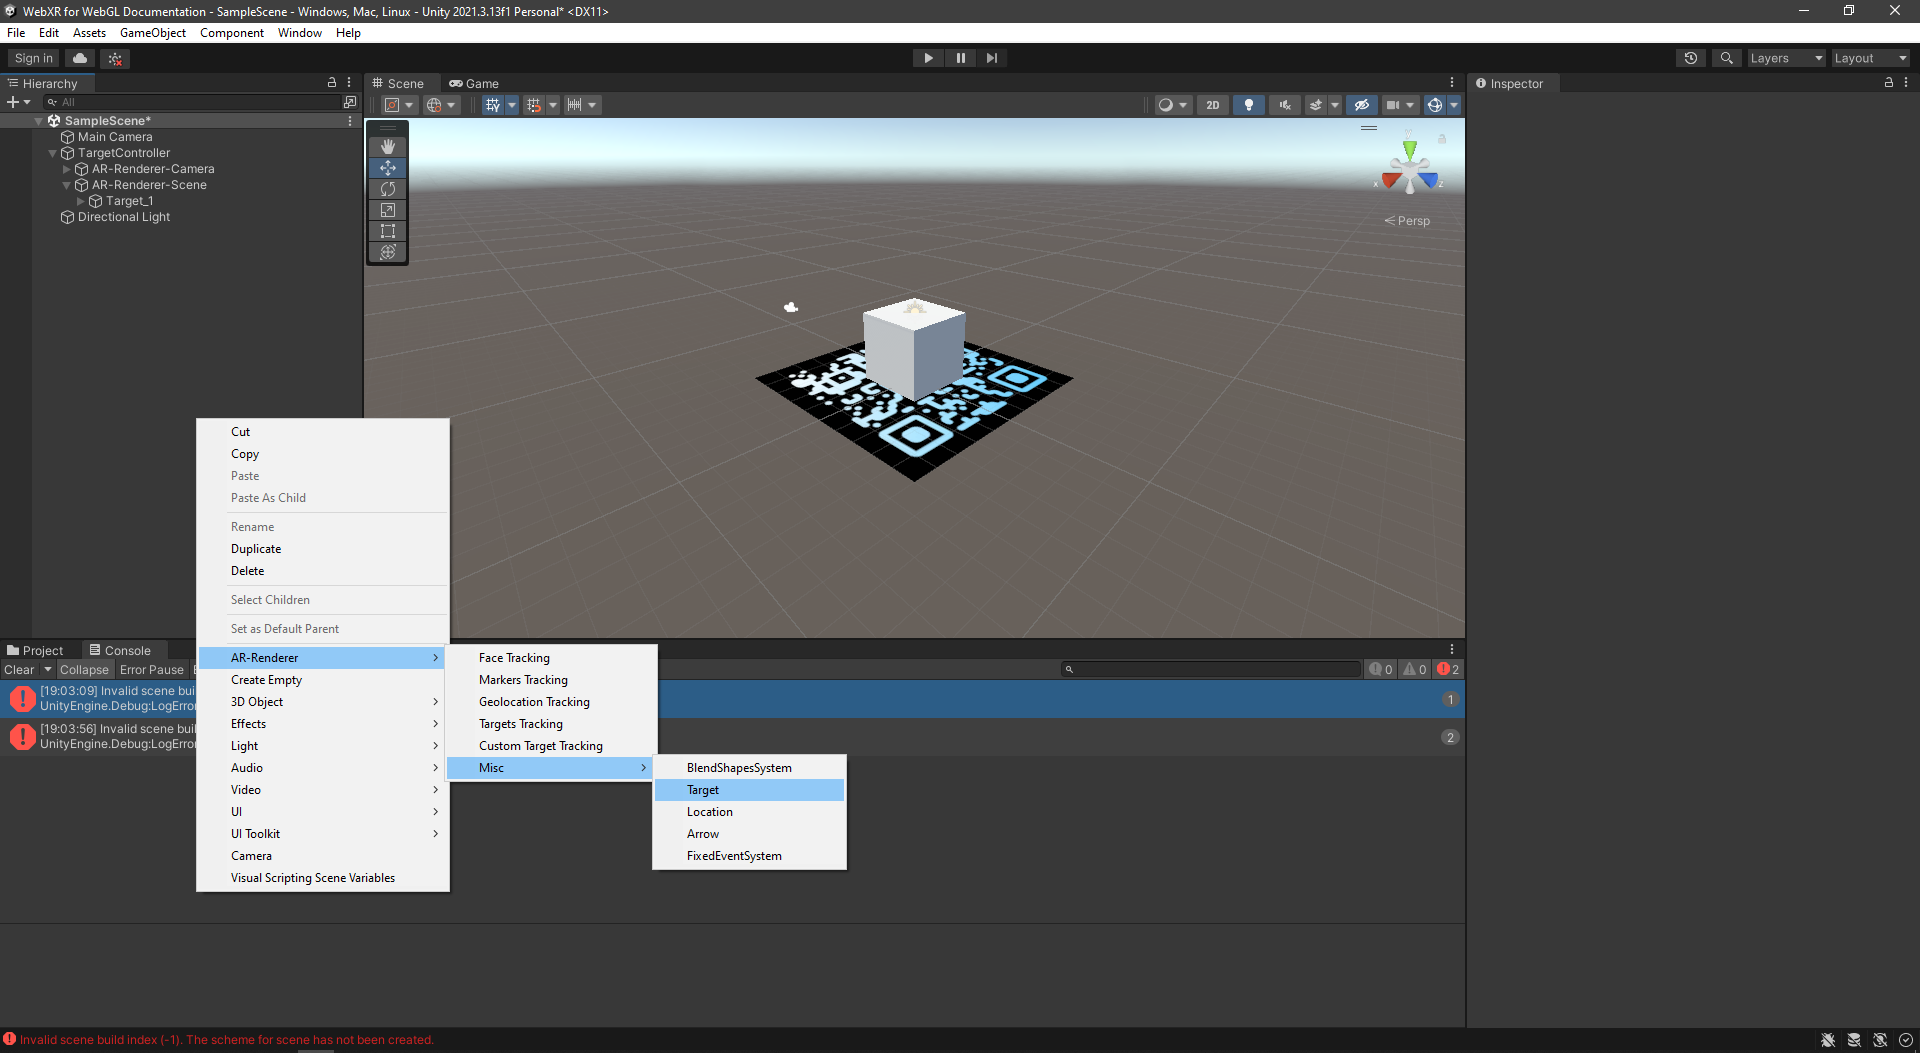 WebXR for WebGL Documentation - SampleScene - Windows, Mac, Linux - Unity 2021.3.13f1 Personal* <DX11>
File Edit Assets GameObject Component Window Help
Sign in
Layers
Layout
Hierarchy
Scene
Game
Inspector
All
2D
SampleScene*
Main Camera
TargetController
AR-Renderer-Camera
AR-Renderer-Scene
Target_1
Directional Light
y
x
z
Persp
Cut
Copy
Paste
Paste As Child
Rename
Duplicate
Delete
Select Children
Set as Default Parent
AR-Renderer
Create Empty
3D Object
Effects
Light
Audio
Video
UI
UI Toolkit
Camera
Visual Scripting Scene Variables
Face Tracking
Markers Tracking
Geolocation Tracking
Targets Tracking
Custom Target Tracking
Misc
BlendShapesSystem
Target
Location
Arrow
FixedEventSystem
Project
Console
Clear
Collapse
Error Pause
0
0
2
[19:03:09] Invalid scene buil
UnityEngine.Debug:LogError
1
[19:03:56] Invalid scene buil
UnityEngine.Debug:LogError
2
Invalid scene build index (-1). The scheme for scene has not been created.